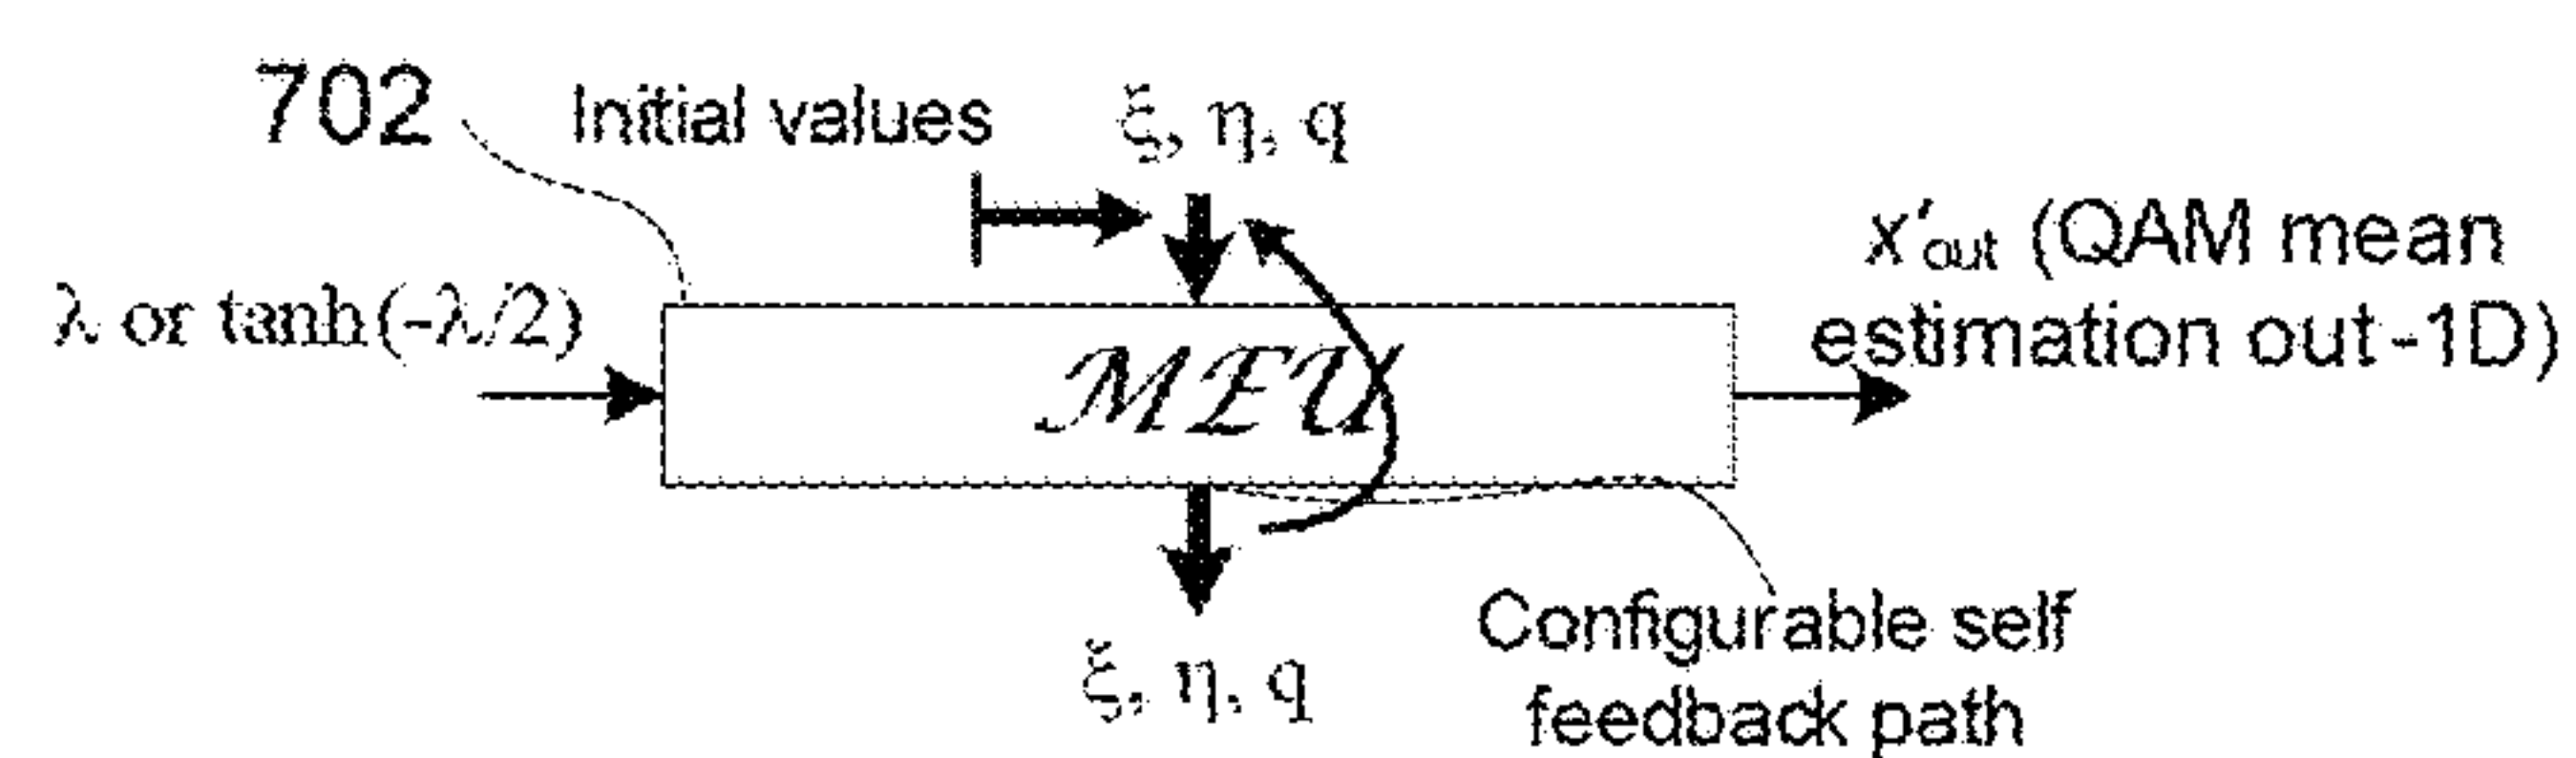 702
Initial values
ξ, η, q
λ or tanh(-λ/2)
MEU
x'out (QAM mean
estimation out-1D)
ξ, η, q
Configurable self
feedback path